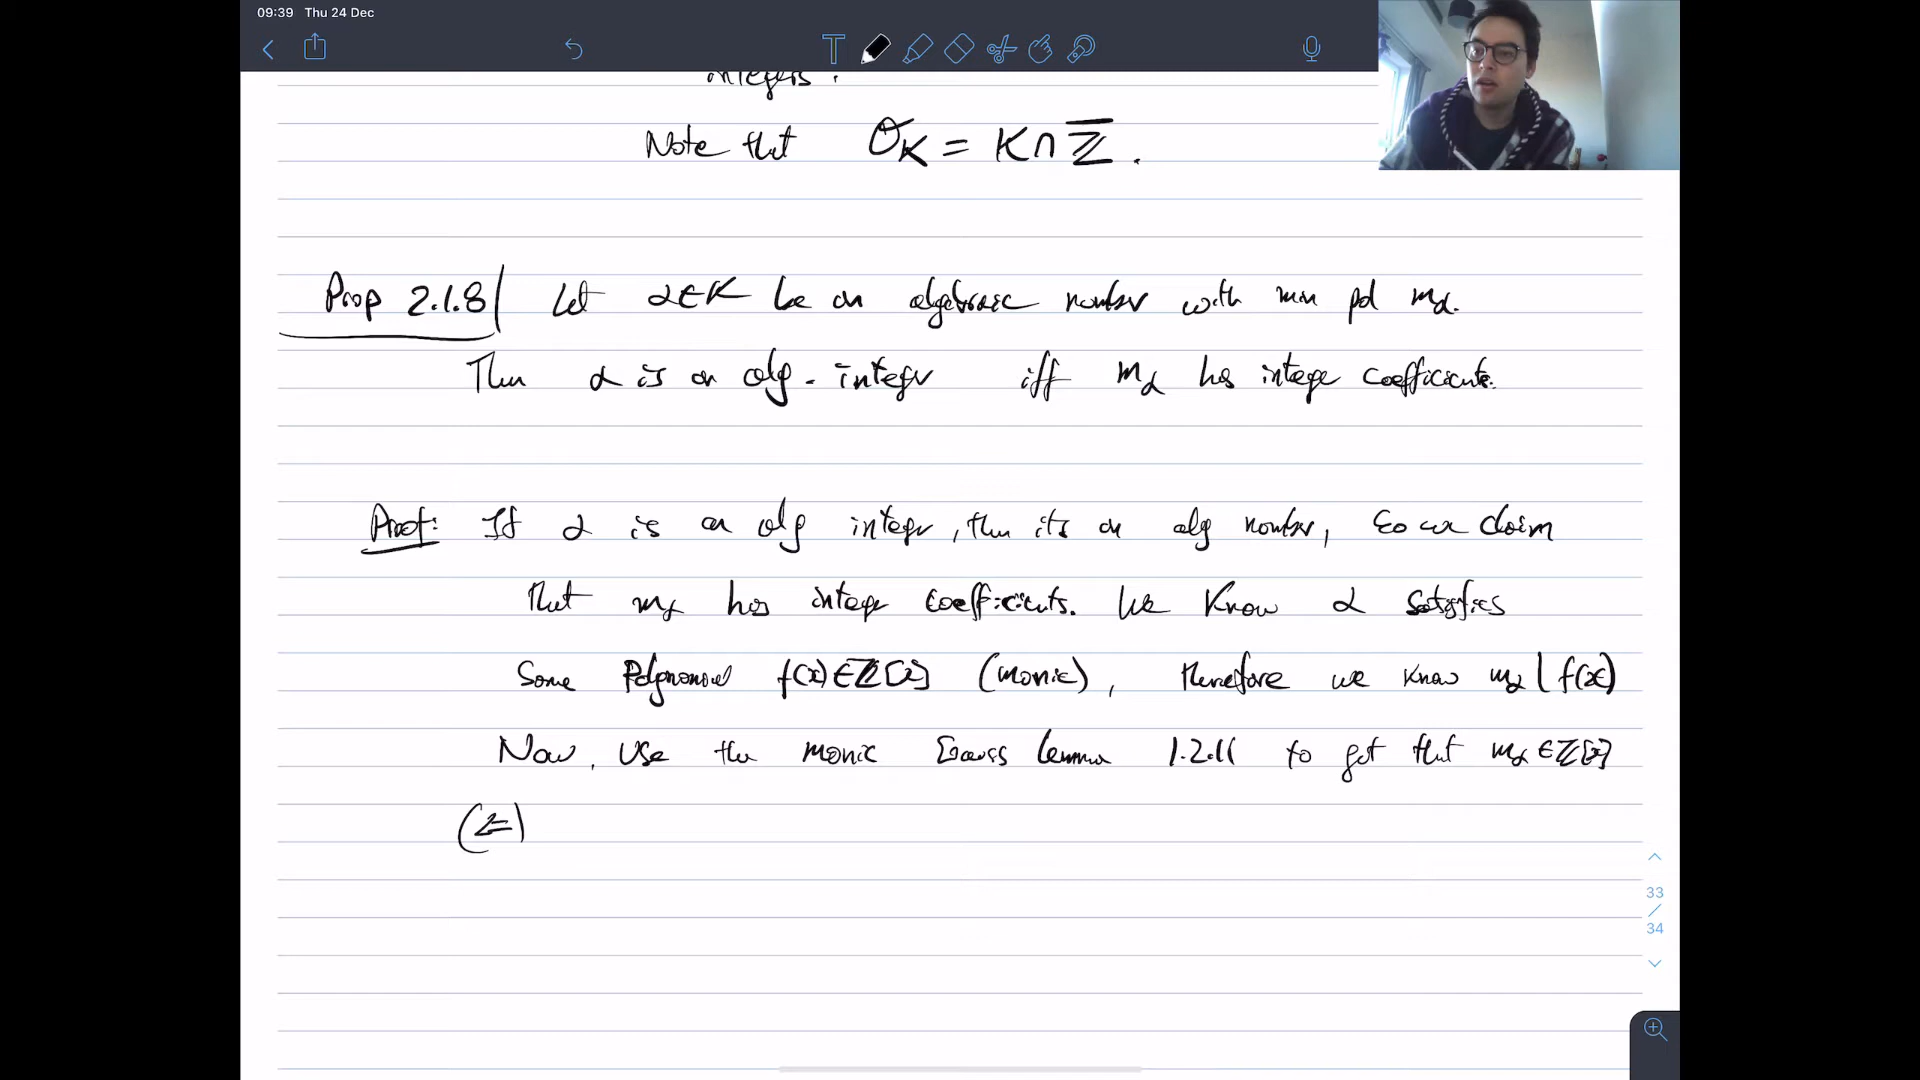 09:39 Thu 24 Dec
integers.
Note that O_K = K ∩ Z̅.
Prop 2.1.8 Let α ∈ K be an algebraic number with min pol m_α.
Then α is an alg. integer iff m_α has integer coefficients.
Proof: If α is an alg integer, then its an alg number, so we claim
that m_α has integer coefficients. We know α satisfies
some polynomial f(x) ∈ Z[x] (monic), therefore we know m_α | f(x)
Now, use the monic Gauss lemma 1.2.11 to get that m_α ∈ Z[x]
(⇐)
33
/
34